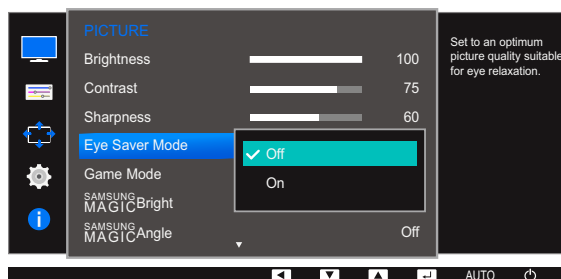 PICTURE
Brightness 100
Contrast 75
Sharpness 60
Eye Saver Mode
Off
Game Mode
On
SAMSUNG
MAGICBright
SAMSUNG
MAGICAngle Off
Set to an optimum
picture quality suitable
for eye relaxation.
AUTO